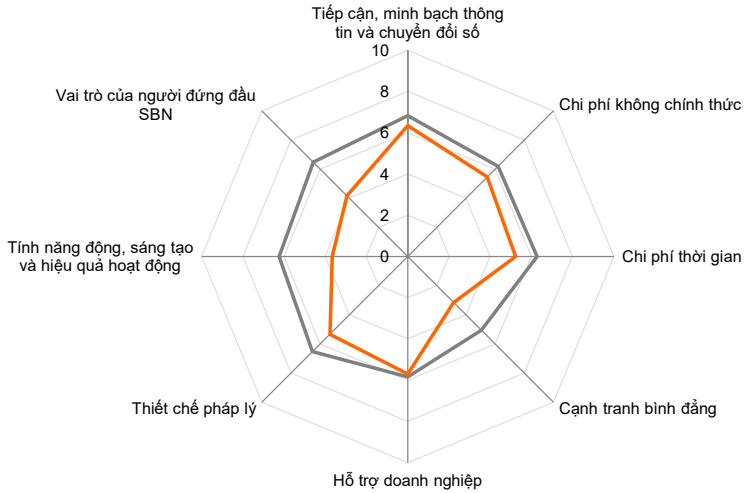 Tiếp cận, minh bạch thông
tin và chuyển đổi số
10
Chi phí không chính thức
8
6
4
2
0
Chi phí thời gian
Cạnh tranh bình đẳng
Hỗ trợ doanh nghiệp
Thiết chế pháp lý
Tính năng động, sáng tạo
và hiệu quả hoạt động
Vai trò của người đứng đầu
SBN